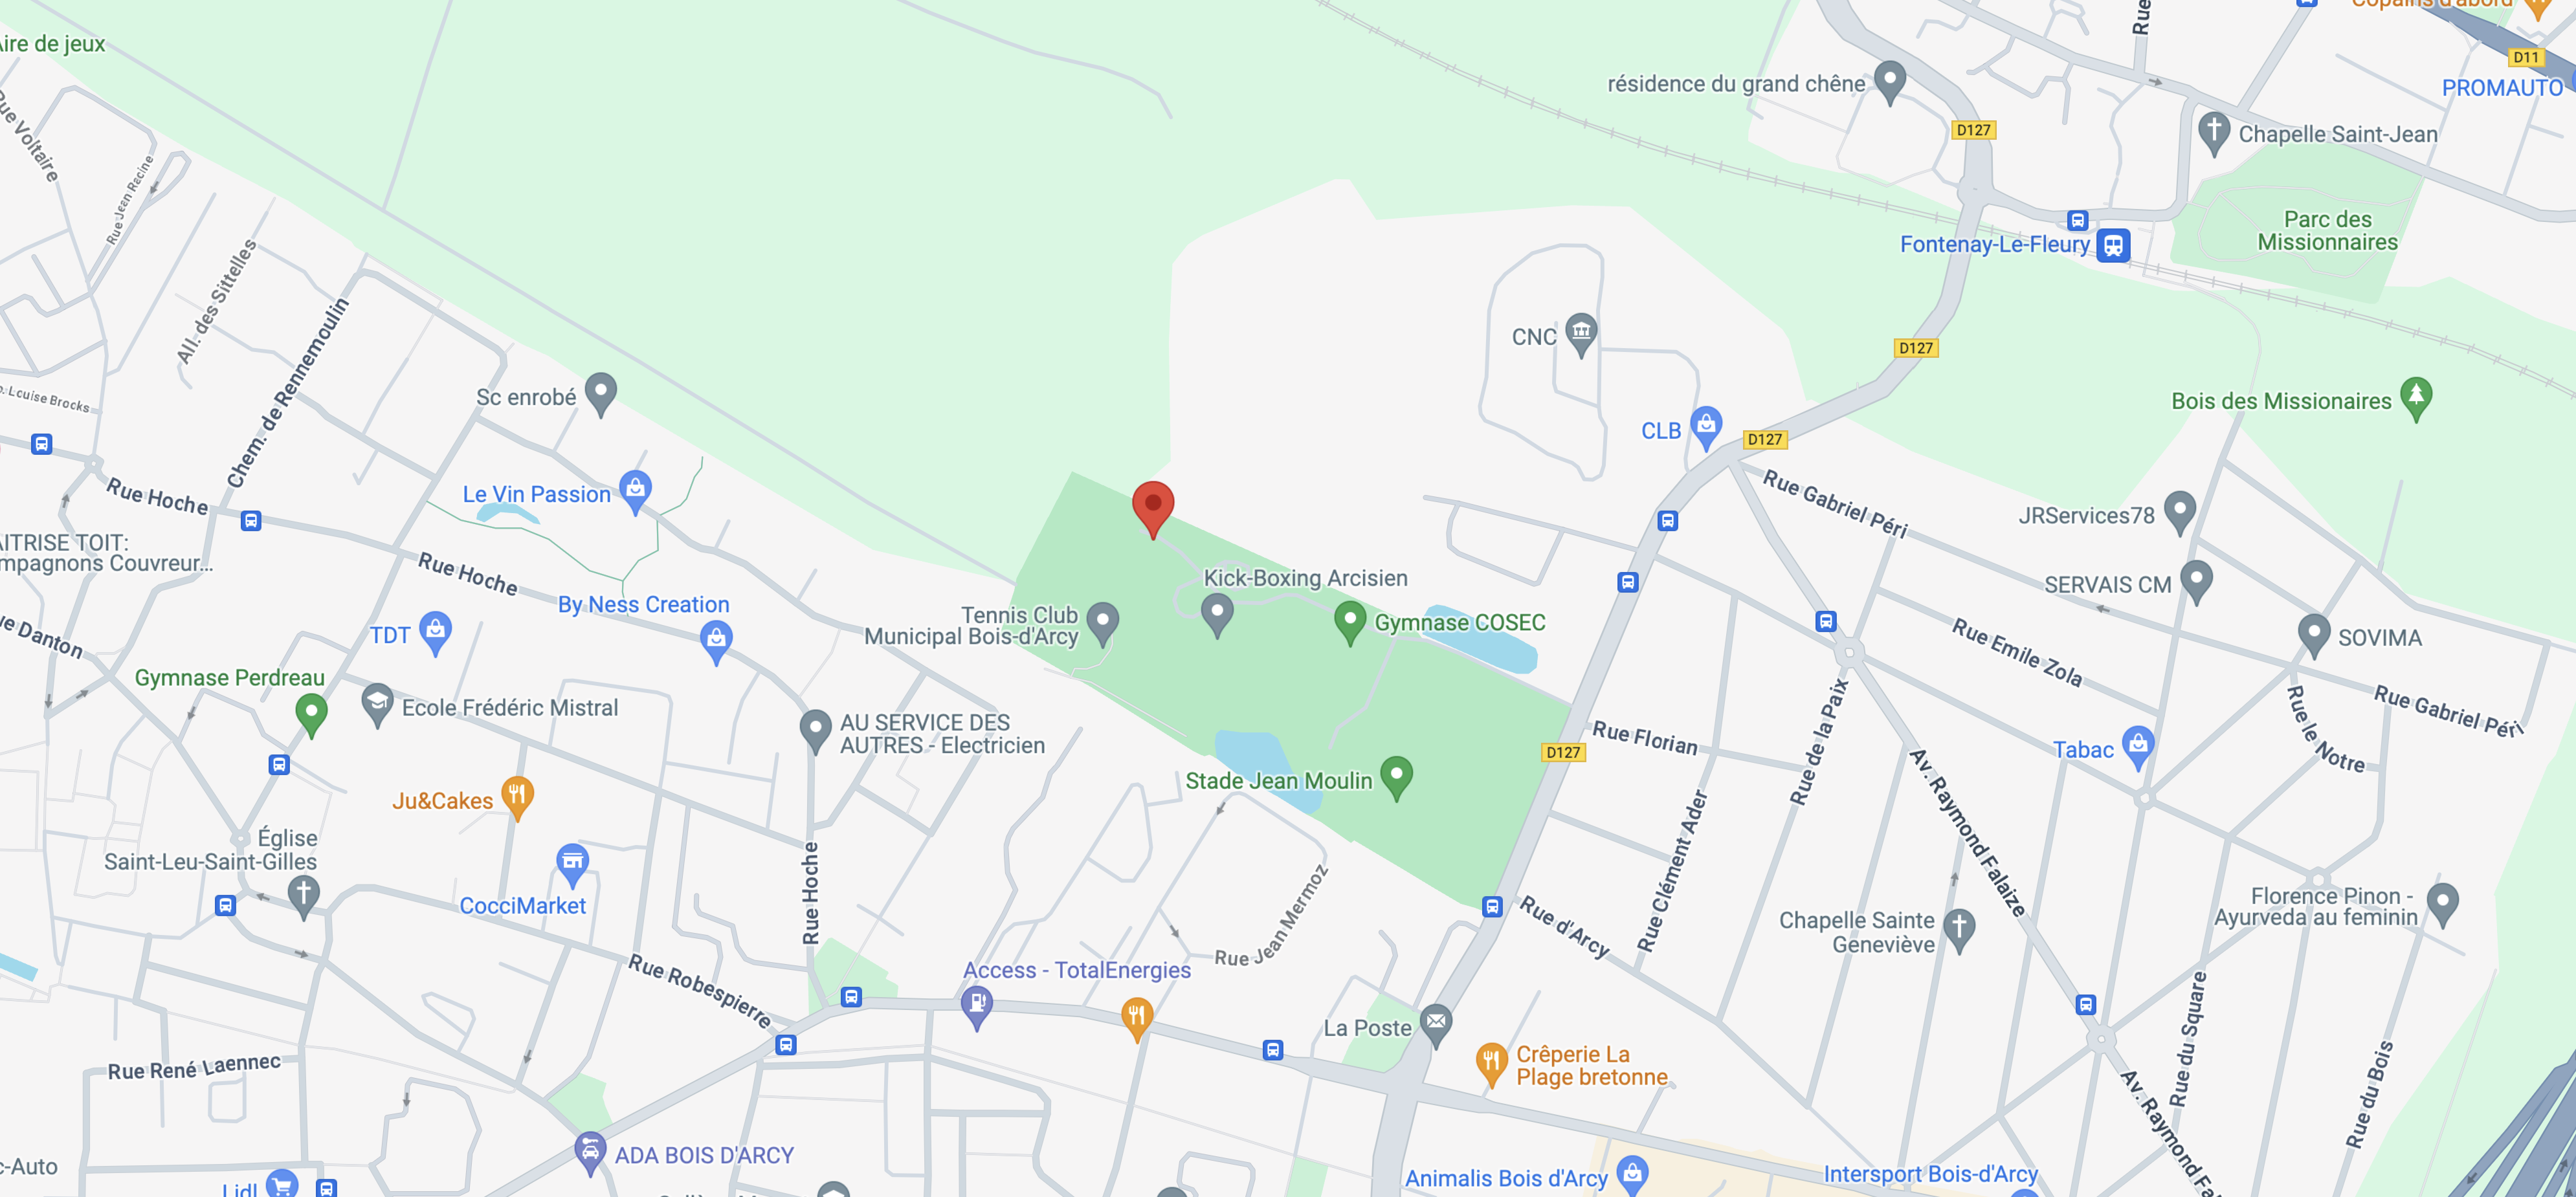 Aire de jeux
Rue Voltaire
Rue Jean Racine
All. des Sittelles
Chem. de Rennemoulin
Louise Brocks
Rue Hoche
AITRISE TOIT:
mpagnons Couvreur...
ue Danton
Sc enrobé
Le Vin Passion
Rue Hoche
By Ness Creation
TDT
Gymnase Perdreau
Ecole Frédéric Mistral
AU SERVICE DES
AUTRES - Electricien
Ju&Cakes
Église
Saint-Leu-Saint-Gilles
CocciMarket
Rue Hoche
Rue Robespierre
Rue René Laennec
c-Auto
Lidl
ADA BOIS D'ARCY
Access - TotalEnergies
Rue Jean Mermoz
Tennis Club
Municipal Bois-d'Arcy
Kick-Boxing Arcisien
Gymnase COSEC
Stade Jean Moulin
La Poste
Crêperie La
Plage bretonne
Animalis Bois d'Arcy
Intersport Bois-d'Arcy
résidence du grand chêne
D127
Rue
Copains d'abord
D11
PROMAUTO
Chapelle Saint-Jean
Parc des
Missionnaires
Fontenay-Le-Fleury
D127
CNC
CLB
D127
Bois des Missionaires
Rue Gabriel Péri
JRServices78
SERVAIS CM
SOVIMA
Rue Emile Zola
Rue Gabriel Péri
Rue le Notre
Tabac
D127
Rue Florian
Rue de la Paix
Rue Clément Ader
Av. Raymond Falaize
Rue d'Arcy
Chapelle Sainte
Geneviève
Florence Pinon -
Ayurveda au feminin
Rue du Square
Rue du Bois
Av. Raymond Fa